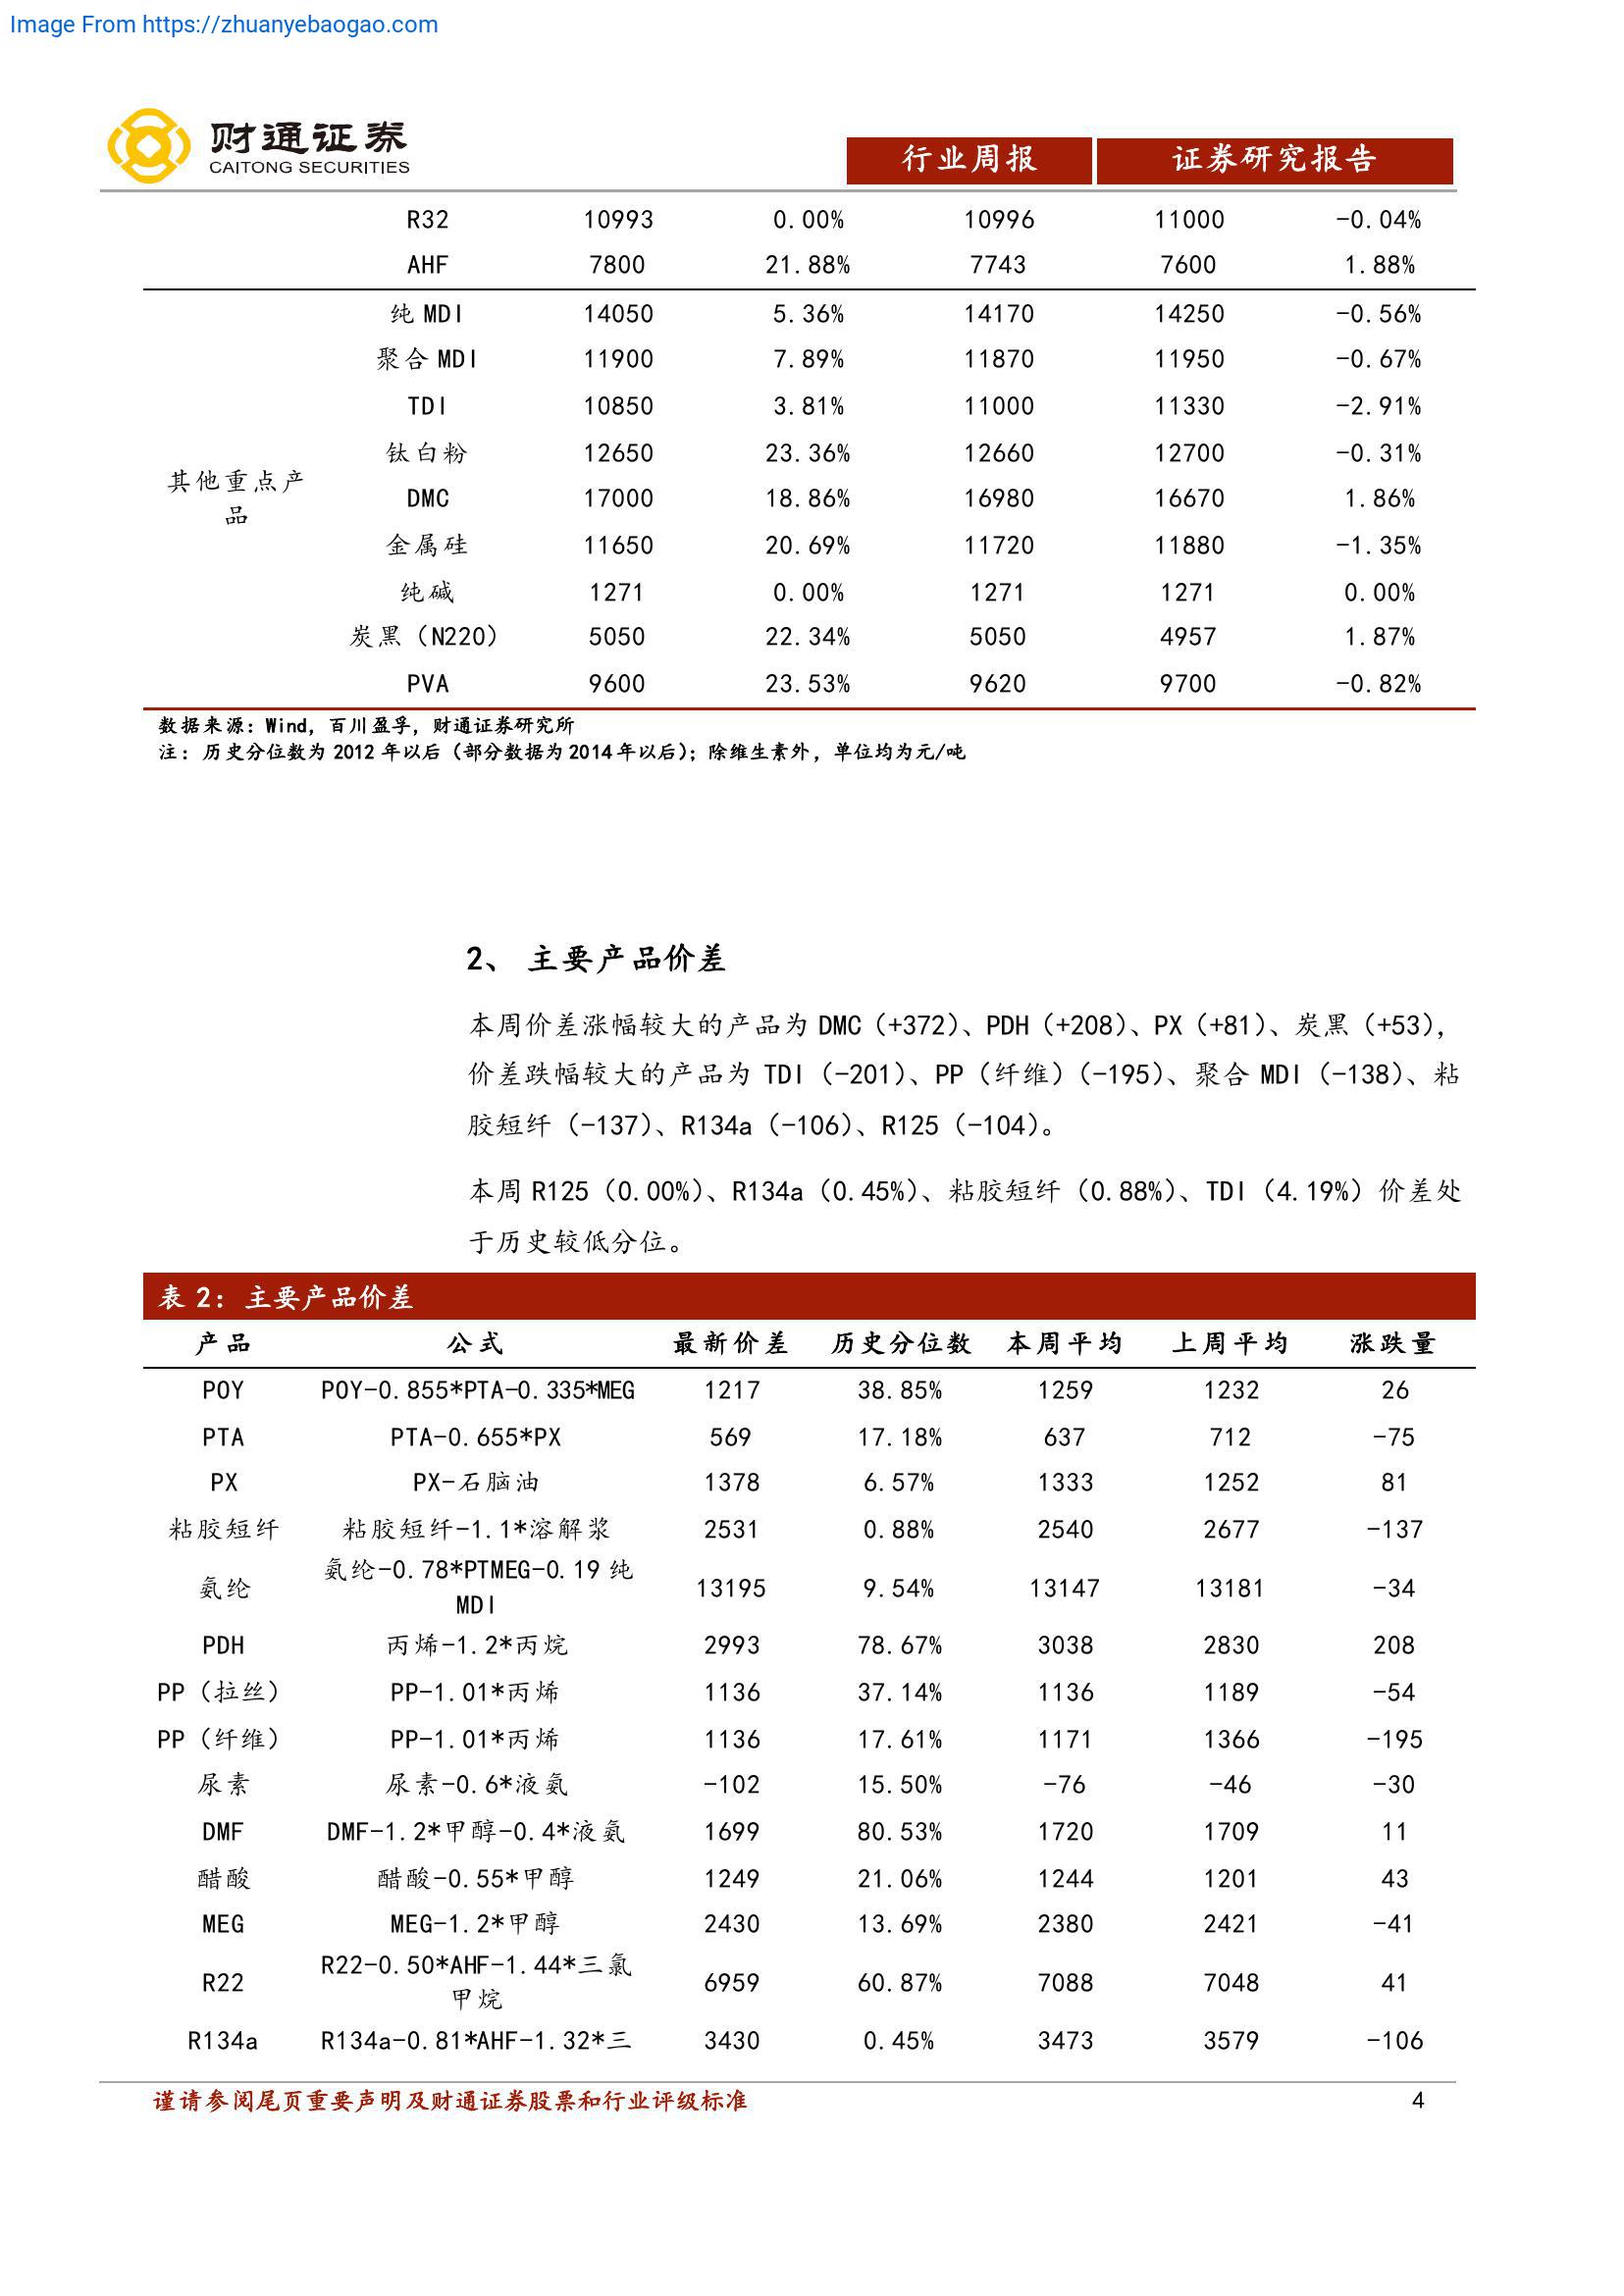 Image From https://zhuanyebaogao.com
财通证券
CAITONG SECURITIES
行业周报 证券研究报告
R32 10993 0.00% 10996 11000 -0.04%
AHF 7800 21.88% 7743 7600 1.88%
其他重点产品
纯 MDI 14050 5.36% 14170 14250 -0.56%
聚合 MDI 11900 7.89% 11870 11950 -0.67%
TDI 10850 3.81% 11000 11330 -2.91%
钛白粉 12650 23.36% 12660 12700 -0.31%
DMC 17000 18.86% 16980 16670 1.86%
金属硅 11650 20.69% 11720 11880 -1.35%
纯碱 1271 0.00% 1271 1271 0.00%
炭黑（N220） 5050 22.34% 5050 4957 1.87%
PVA 9600 23.53% 9620 9700 -0.82%
数据来源：Wind，百川盈孚，财通证券研究所
注：历史分位数为 2012 年以后（部分数据为 2014 年以后）；除维生素外，单位均为元/吨
2、 主要产品价差
本周价差涨幅较大的产品为 DMC（+372）、PDH（+208）、PX（+81）、炭黑（+53），
价差跌幅较大的产品为 TDI（-201）、PP（纤维）（-195）、聚合 MDI（-138）、粘
胶短纤（-137）、R134a（-106）、R125（-104）。
本周 R125（0.00%）、R134a（0.45%）、粘胶短纤（0.88%）、TDI（4.19%）价差处
于历史较低分位。
表 2：主要产品价差
产品 公式 最新价差 历史分位数 本周平均 上周平均 涨跌量
POY POY-0.855*PTA-0.335*MEG 1217 38.85% 1259 1232 26
PTA PTA-0.655*PX 569 17.18% 637 712 -75
PX PX-石脑油 1378 6.57% 1333 1252 81
粘胶短纤 粘胶短纤-1.1*溶解浆 2531 0.88% 2540 2677 -137
氨纶 氨纶-0.78*PTMEG-0.19 纯MDI 13195 9.54% 13147 13181 -34
PDH 丙烯-1.2*丙烷 2993 78.67% 3038 2830 208
PP（拉丝） PP-1.01*丙烯 1136 37.14% 1136 1189 -54
PP（纤维） PP-1.01*丙烯 1136 17.61% 1171 1366 -195
尿素 尿素-0.6*液氨 -102 15.50% -76 -46 -30
DMF DMF-1.2*甲醇-0.4*液氨 1699 80.53% 1720 1709 11
醋酸 醋酸-0.55*甲醇 1249 21.06% 1244 1201 43
MEG MEG-1.2*甲醇 2430 13.69% 2380 2421 -41
R22 R22-0.50*AHF-1.44*三氯甲烷 6959 60.87% 7088 7048 41
R134a R134a-0.81*AHF-1.32*三 3430 0.45% 3473 3579 -106
谨请参阅尾页重要声明及财通证券股票和行业评级标准 4